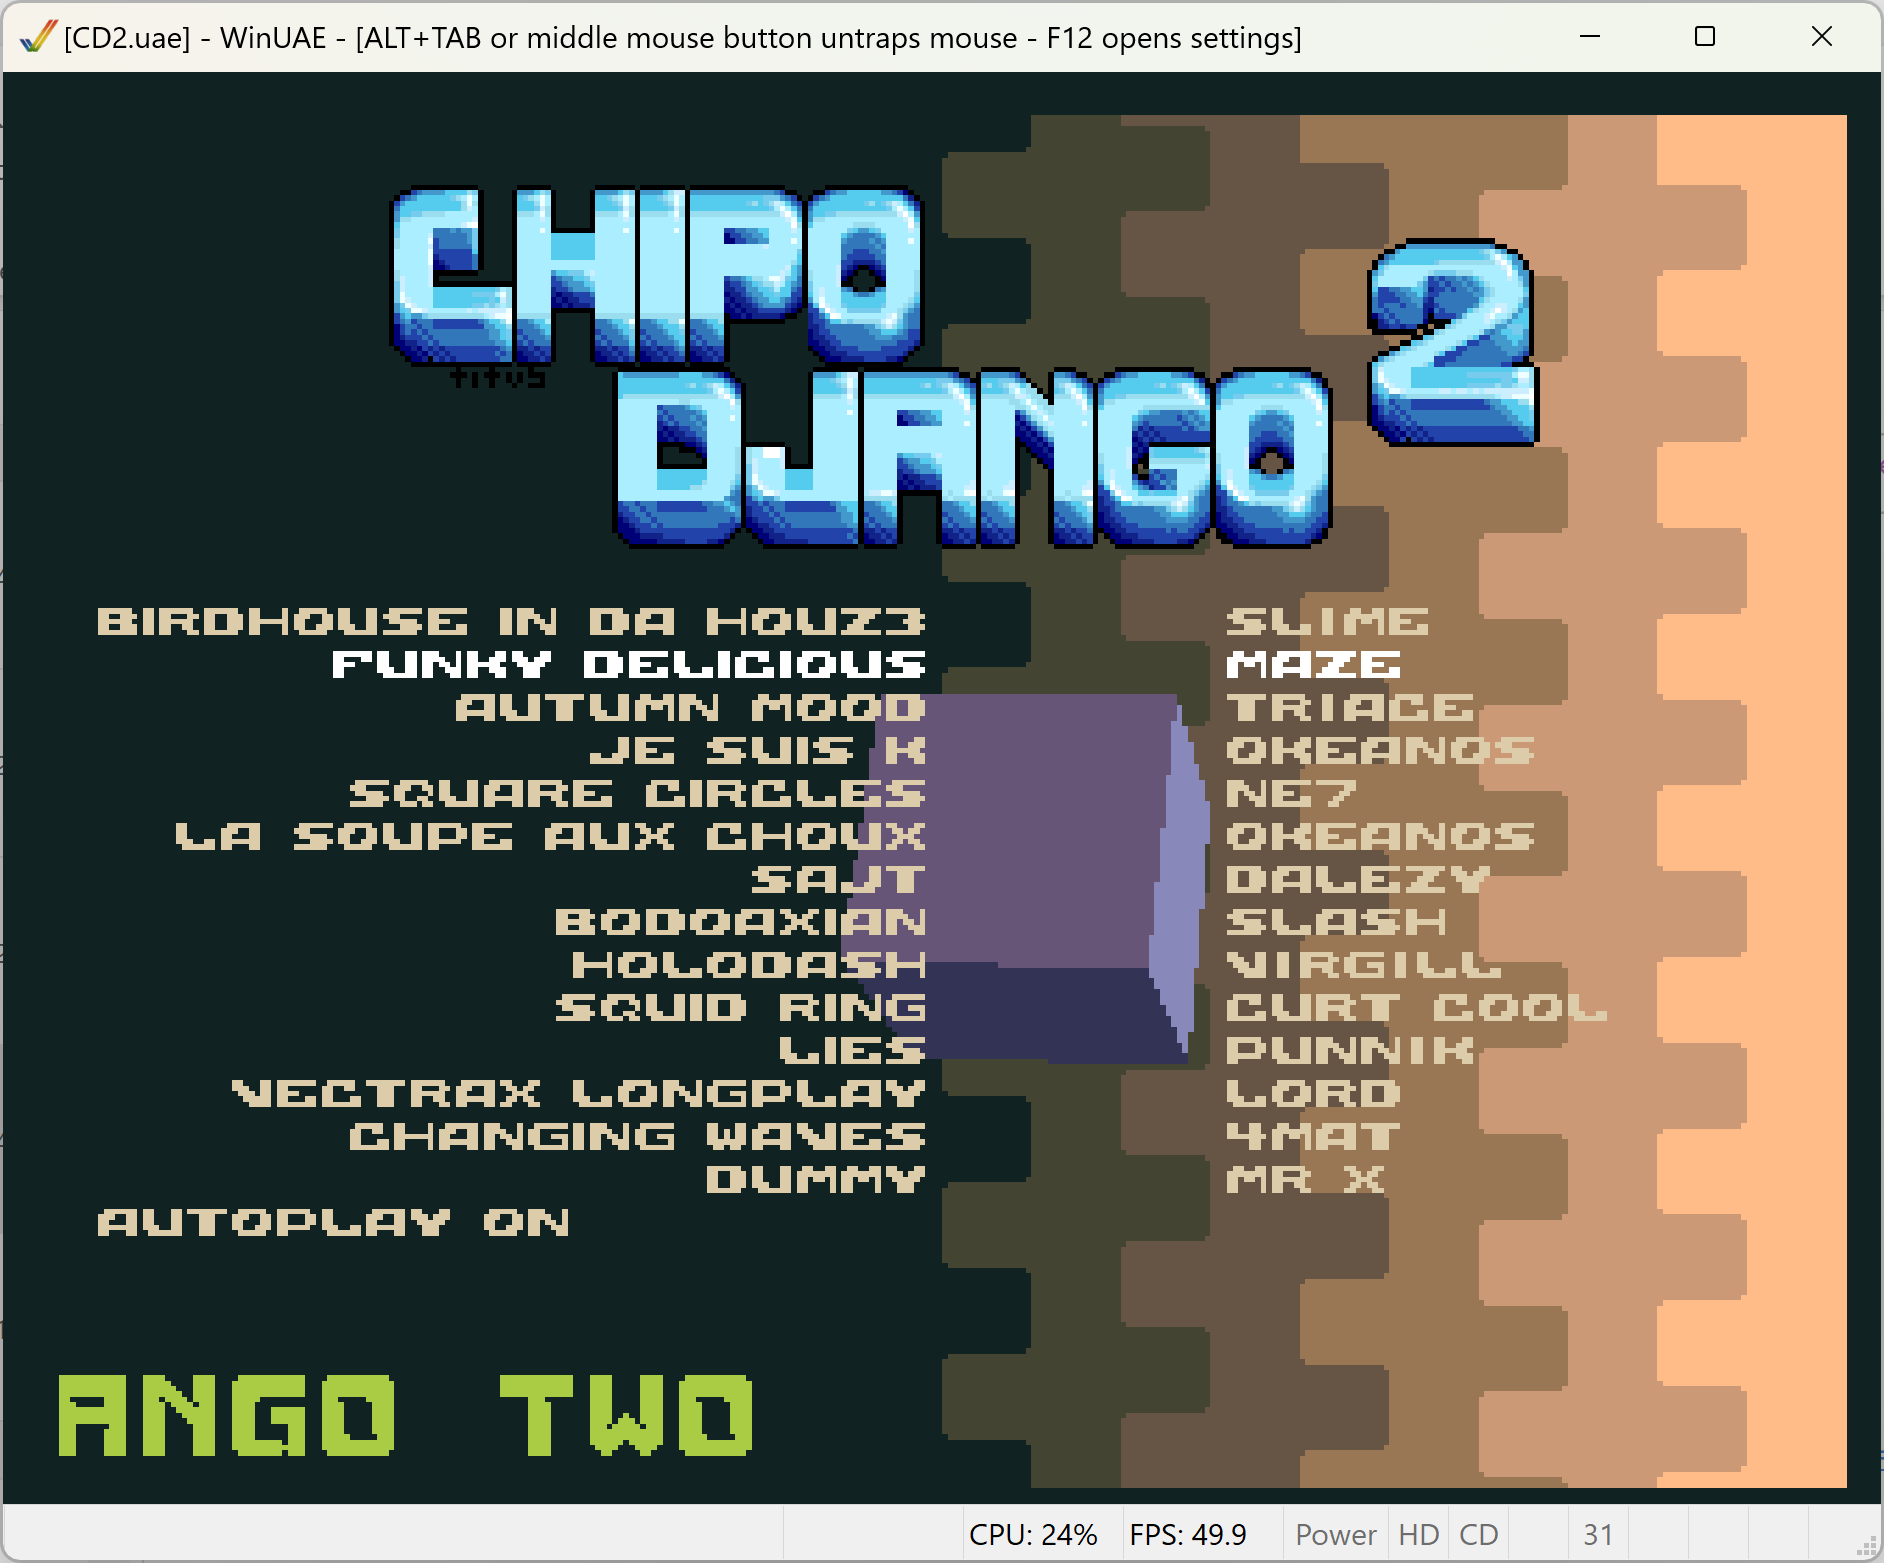 [CD2.uae] - WinUAE - [ALT+TAB or middle mouse button untraps mouse - F12 opens settings]
CHIPO
2
titus
DJANGO
BIRDHOUSE IN DA HOUZ3 SLIME
FUNKY DELICIOUS MAZE
AUTUMN MOOD TRIACE
JE SUIS K OKEANOS
SQUARE CIRCLES NE7
LA SOUPE AUX CHOUX OKEANOS
SAJT DALEZY
BODOAXIAN SLASH
HOLODASH VIRGILL
SQUID RING CURT COOL
LIES PUNNIK
VECTRAX LONGPLAY LORD
CHANGING WAVES 4MAT
DUMMY MR X
AUTOPLAY ON
ANGO TWO
CPU: 24% FPS: 49.9 Power HD CD 31